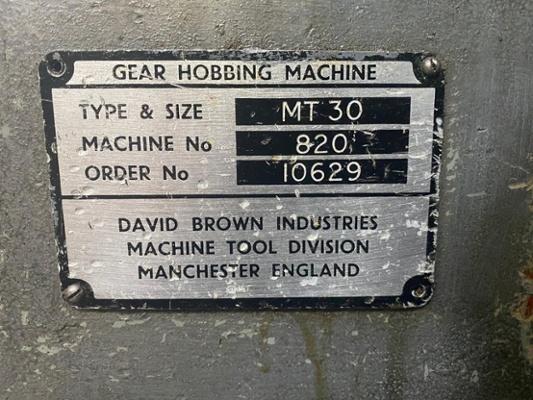 GEAR HOBBING MACHINE
TYPE & SIZE MT 30
MACHINE No 820
ORDER No 10629
DAVID BROWN INDUSTRIES
MACHINE TOOL DIVISION
MANCHESTER ENGLAND